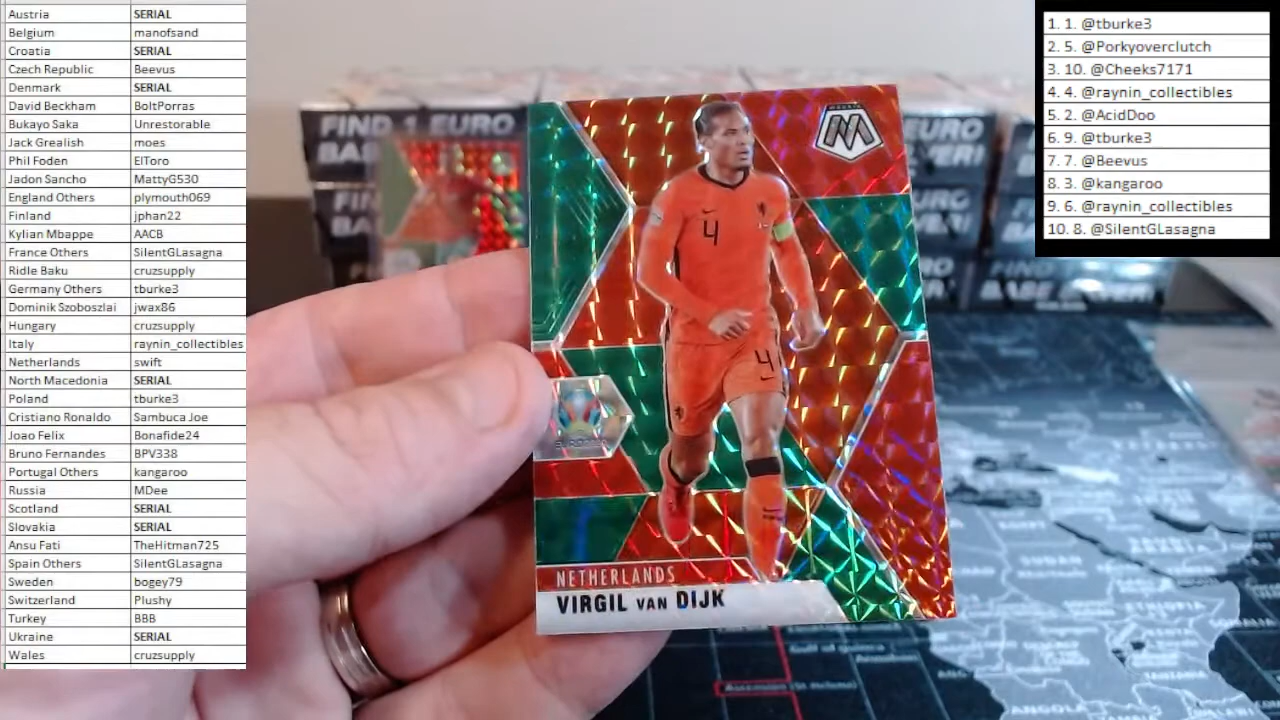 Austria SERIAL
Belgium manofsand
Croatia SERIAL
Czech Republic Beevus
Denmark SERIAL
David Beckham BoltPorras
Bukayo Saka Unrestorable
Jack Grealish moes
Phil Foden ElToro
Jadon Sancho MattyG530
England Others plymouth069
Finland jphan22
Kylian Mbappe AACB
France Others SilentGLasagna
Ridle Baku cruzsupply
Germany Others tburke3
Dominik Szoboszlai jwax86
Hungary cruzsupply
Italy raynin_collectibles
Netherlands swift
North Macedonia SERIAL
Poland tburke3
Cristiano Ronaldo Sambuca Joe
Joao Felix Bonafide24
Bruno Fernandes BPV338
Portugal Others kangaroo
Russia MDee
Scotland SERIAL
Slovakia SERIAL
Ansu Fati TheHitman725
Spain Others SilentGLasagna
Sweden bogey79
Switzerland Plushy
Turkey BBB
Ukraine SERIAL
Wales cruzsupply
1. 1. @tburke3
2. 5. @Porkyoverclutch
3. 10. @Cheeks7171
4. 4. @raynin_collectibles
5. 2. @AcidDoo
6. 9. @tburke3
7. 7. @Beevus
8. 3. @kangaroo
9. 6. @raynin_collectibles
10. 8. @SilentGLasagna
FIND 1 EURO
EURO
MOSAIC
4
4
EURO2020
NETHERLANDS
VIRGIL VAN DIJK